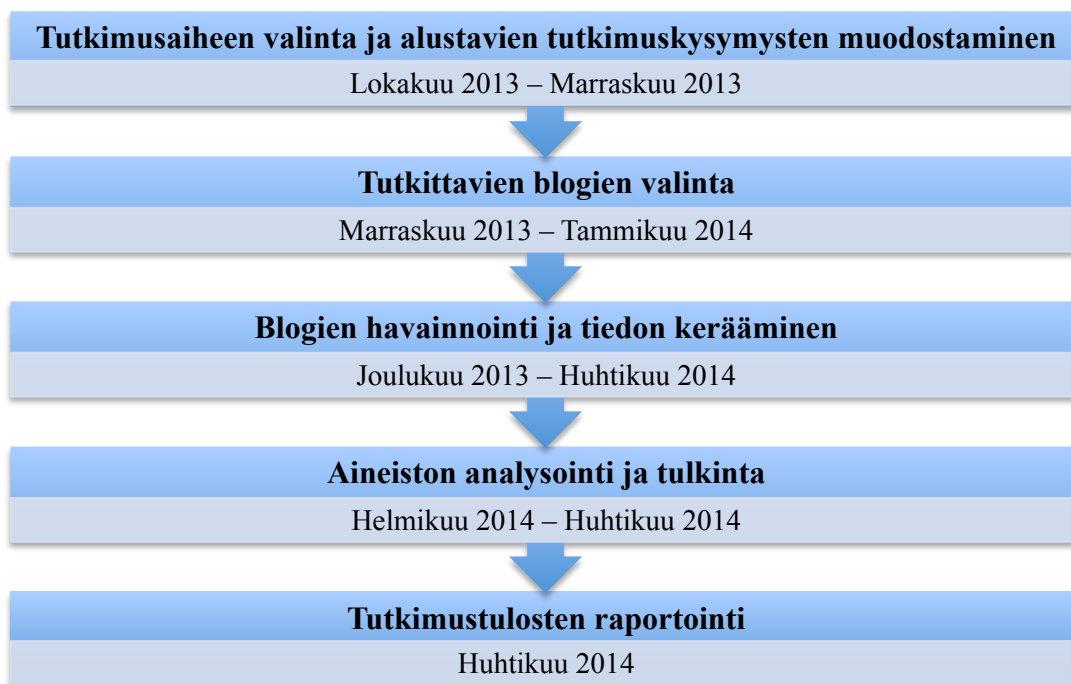 Tutkimusaiheen valinta ja alustavien tutkimuskysymysten muodostaminen
Lokakuu 2013 – Marraskuu 2013
Tutkittavien blogien valinta
Marraskuu 2013 – Tammikuu 2014
Blogien havainnointi ja tiedon kerääminen
Joulukuu 2013 – Huhtikuu 2014
Aineiston analysointi ja tulkinta
Helmikuu 2014 – Huhtikuu 2014
Tutkimustulosten raportointi
Huhtikuu 2014